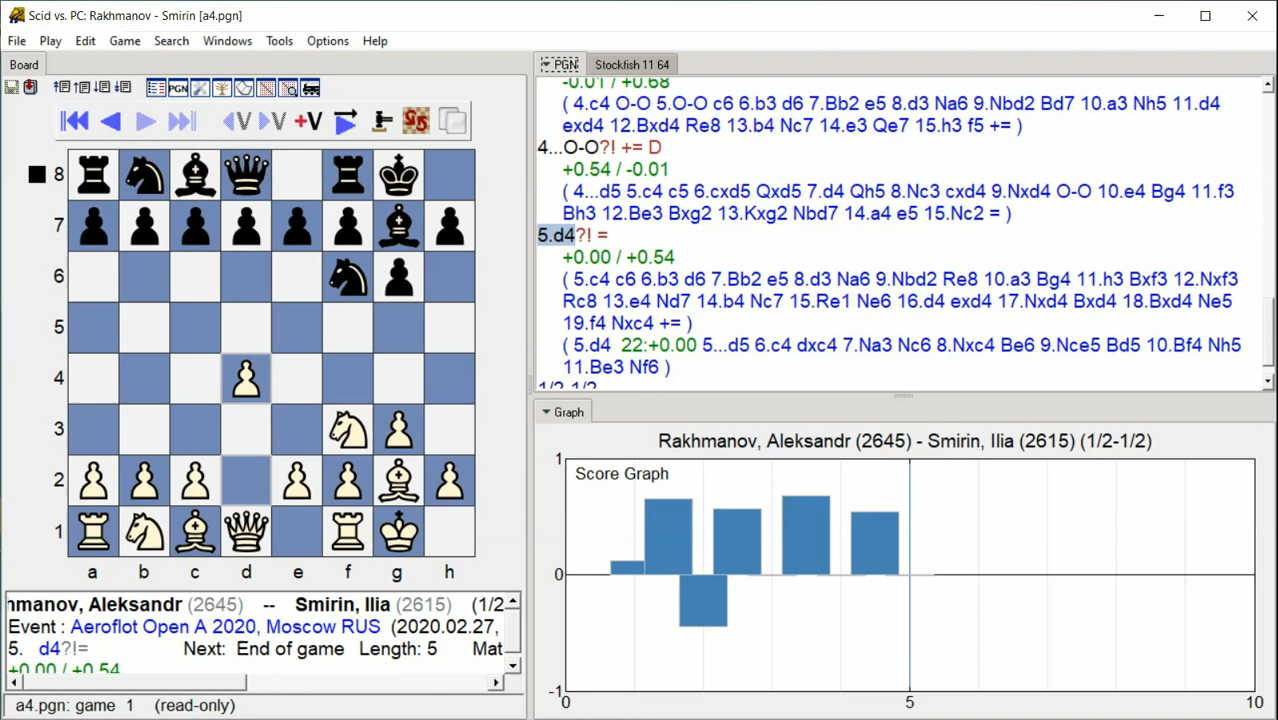 Scid vs. PC: Rakhmanov - Smirin [a4.pgn]
File Play Edit Game Search Windows Tools Options Help
Board
PGN
+V
8
7
6
5
4
3
2
1
a b c d e f g h
hmanov, Aleksandr (2645) -- Smirin, Ilia (2615) (1/2
Event : Aeroflot Open A 2020, Moscow RUS (2020.02.27,
5. d4?!= Next: End of game Length: 5 Mat
+0.00 / +0.54
a4.pgn: game 1 (read-only)
PGN Stockfish 11 64
-0.01 / +0.68
( 4.c4 O-O 5.O-O c6 6.b3 d6 7.Bb2 e5 8.d3 Na6 9.Nbd2 Bd7 10.a3 Nh5 11.d4
exd4 12.Bxd4 Re8 13.b4 Nc7 14.e3 Qe7 15.h3 f5 += )
4...O-O?! += D
+0.54 / -0.01
( 4...d5 5.c4 c5 6.cxd5 Qxd5 7.d4 Qh5 8.Nc3 cxd4 9.Nxd4 O-O 10.e4 Bg4 11.f3
Bh3 12.Be3 Bxg2 13.Kxg2 Nbd7 14.a4 e5 15.Nc2 = )
5.d4?! =
+0.00 / +0.54
( 5.c4 c6 6.b3 d6 7.Bb2 e5 8.d3 Na6 9.Nbd2 Re8 10.a3 Bg4 11.h3 Bxf3 12.Nxf3
Rc8 13.e4 Nd7 14.b4 Nc7 15.Re1 Ne6 16.d4 exd4 17.Nxd4 Bxd4 18.Bxd4 Ne5
19.f4 Nxc4 += )
( 5.d4 22:+0.00 5...d5 6.c4 dxc4 7.Na3 Nc6 8.Nxc4 Be6 9.Nce5 Bd5 10.Bf4 Nh5
11.Be3 Nf6 )
1/2-1/2
Graph
Rakhmanov, Aleksandr (2645) - Smirin, Ilia (2615) (1/2-1/2)
Score Graph
1
0
-1
0 5 10